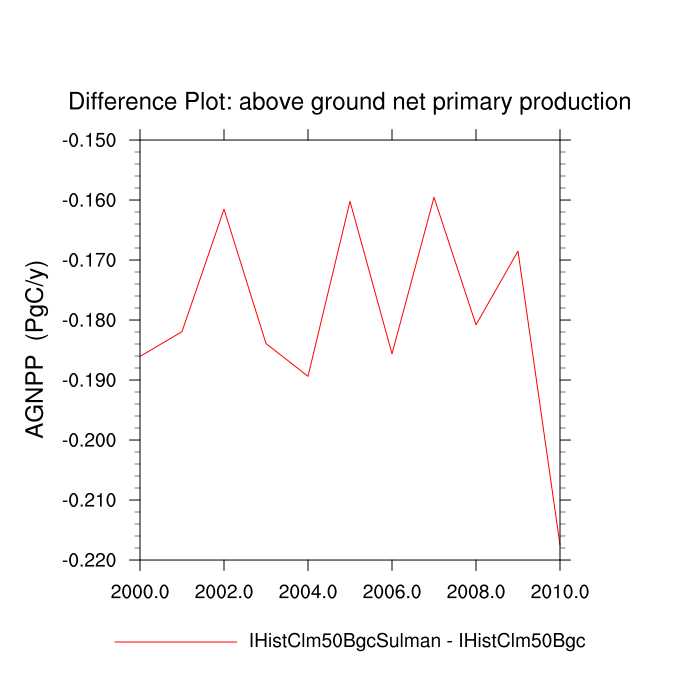 Difference Plot: above ground net primary production
AGNPP (PgC/y)
-0.150
-0.160
-0.170
-0.180
-0.190
-0.200
-0.210
-0.220
2000.0 2002.0 2004.0 2006.0 2008.0 2010.0
IHistClm50BgcSulman - IHistClm50Bgc